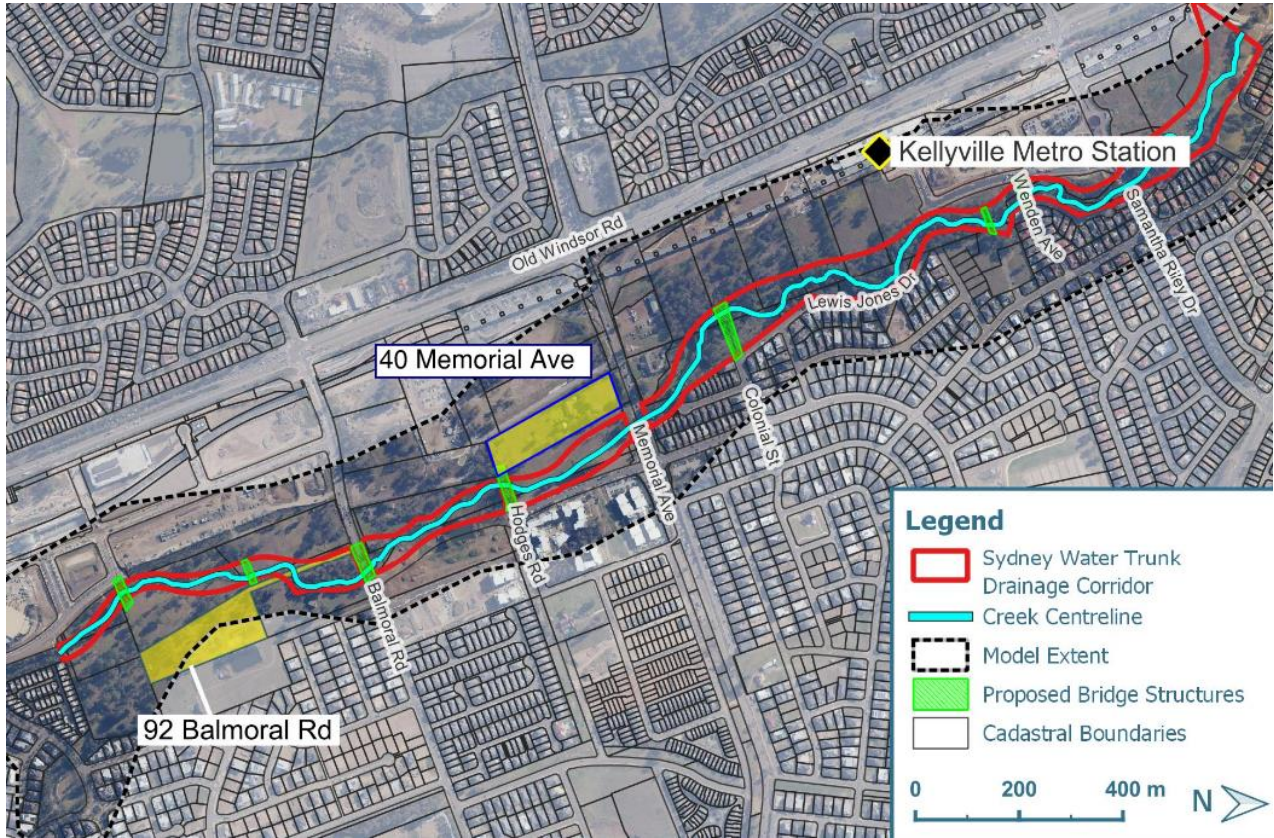 Kellyville Metro Station
Wenden Ave
Samantha Riley Dr
Old Windsor Rd
Lewis Jones Dr
40 Memorial Ave
Colonial St
Memorial Ave
Hodges Rd
Balmoral Rd
92 Balmoral Rd
Legend
Sydney Water Trunk
Drainage Corridor
Creek Centreline
Model Extent
Proposed Bridge Structures
Cadastral Boundaries
0 200 400 m
N